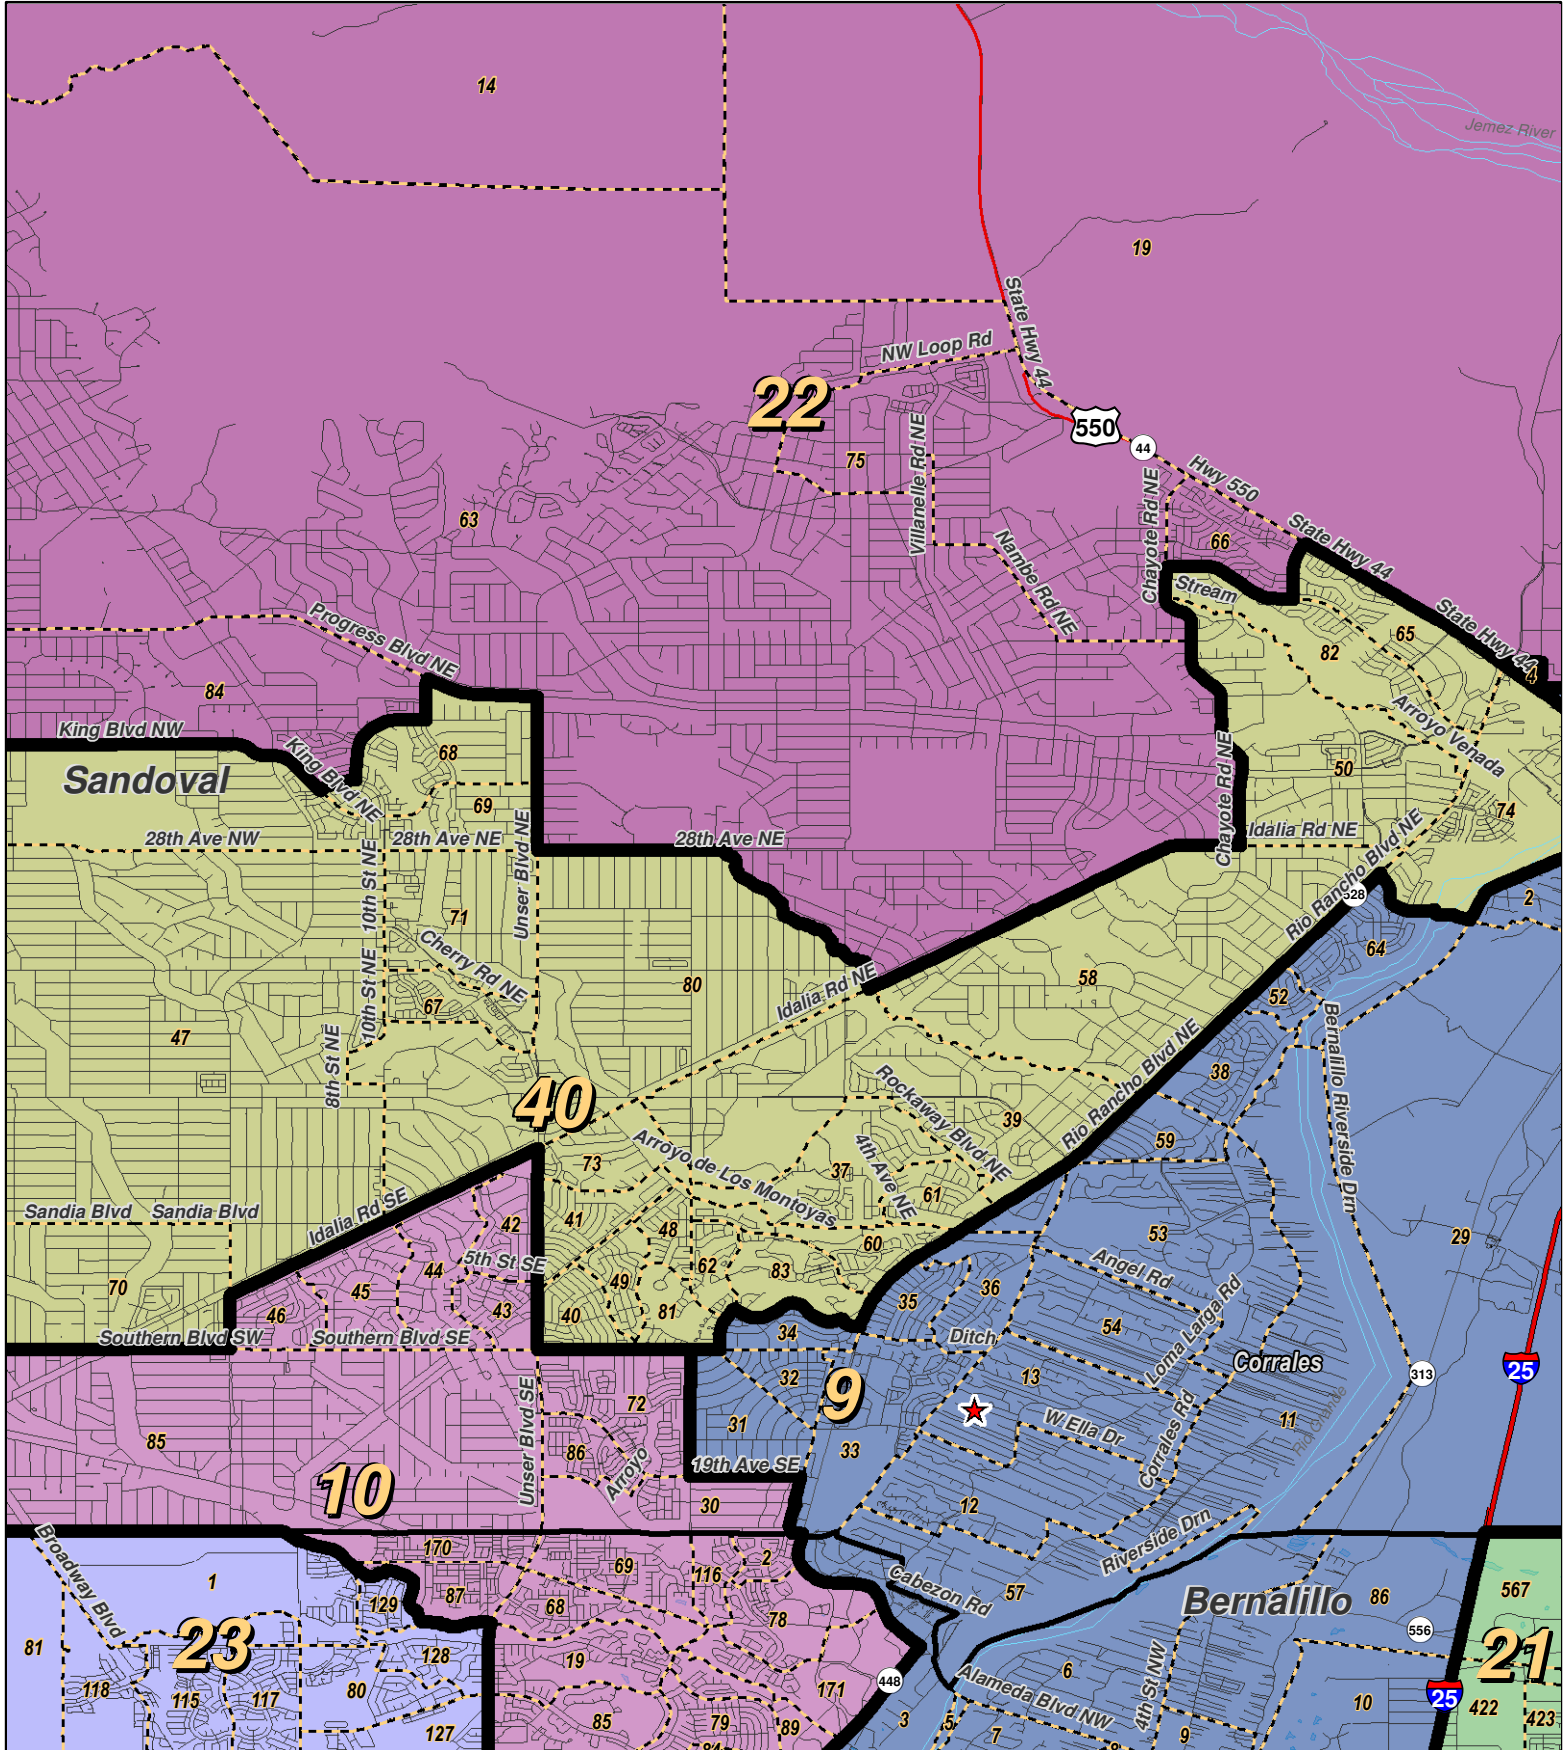 14
Jemez River
19
State Hwy 44
NW Loop Rd
22
550
44
75
Villanelle Rd NE
Hwy 550
Chayote Rd NE
State Hwy 44
63
66
Nambe Rd NE
Stream
State Hwy 44
Progress Blvd NE
65
82
4
84
King Blvd NW
Arroyo Venada
68
King Blvd NE
Sandoval
Chayote Rd NE
50
69
74
28th Ave NW
28th Ave NE
Unser Blvd NE
28th Ave NE
Idalia Rd NE
10th St NE
Rio Rancho Blvd NE
528
2
71
Cherry Rd NE
64
10th St NE
67
80
Idalia Rd NE
58
52
47
Bernalillo Riverside Drn
8th St NE
38
Rio Rancho Blvd NE
40
Rockaway Blvd NE
39
59
73
Arroyo de Los Montoyas
37
4th Ave NE
61
Sandia Blvd
Sandia Blvd
Idalia Rd SE
42
41
48
53
29
60
70
44
5th St SE
62
83
Angel Rd
45
49
36
46
43
40
81
35
54
Loma Larga Rd
Southern Blvd SW
Southern Blvd SE
34
Ditch
Corrales
25
313
32
9
13
72
Unser Blvd SE
31
W Ella Dr
Corrales Rd
11
Rio Grande
85
86
Arroyo
33
19th Ave SE
10
30
12
Riverside Drn
Broadway Blvd
170
69
116
2
1
129
87
68
78
Cabezon Rd
57
Bernalillo
86
567
23
556
21
81
128
19
6
118
115
117
80
171
448
Alameda Blvd NW
4th St NW
10
25
422
423
127
85
79
89
3
5
7
8
9
84